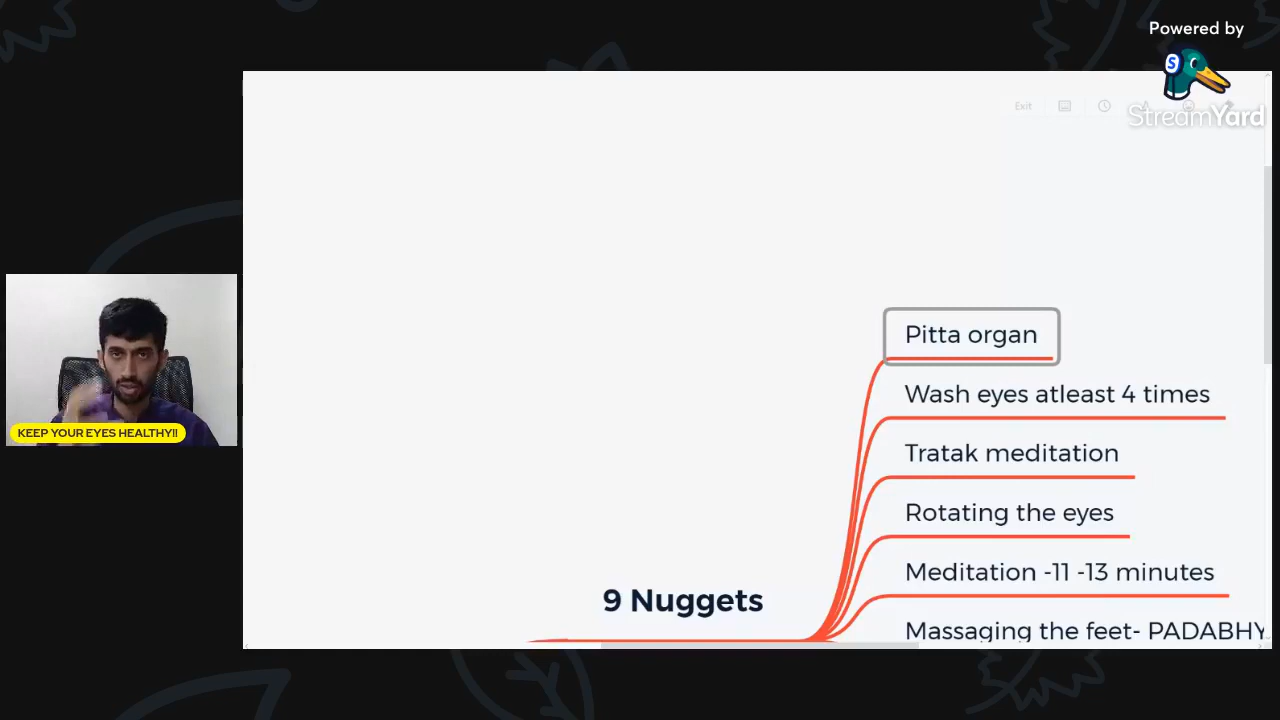 Powered by
StreamYard
Exit
Pitta organ
Wash eyes atleast 4 times
Tratak meditation
Rotating the eyes
Meditation -11 -13 minutes
9 Nuggets
Massaging the feet- PADABHY
KEEP YOUR EYES HEALTHY!!